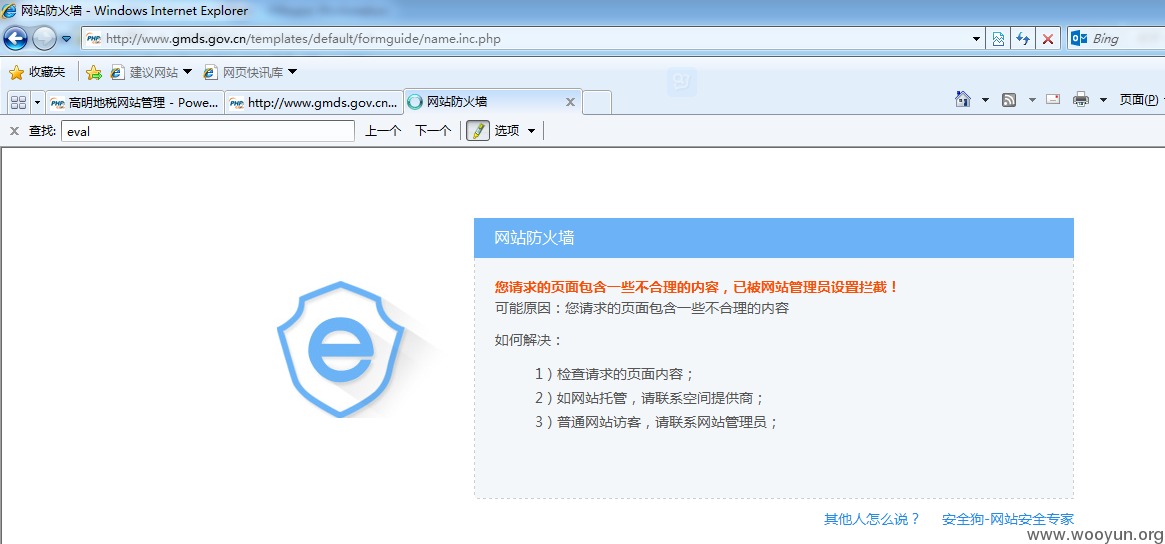 网站防火墙 - Windows Internet Explorer
http://www.gmds.gov.cn/templates/default/formguide/name.inc.php
Bing
收藏夹 建议网站 网页快讯库
高明地税网站管理 - Powe... http://www.gmds.gov.cn... 网站防火墙 页面(P)
查找: eval 上一个 下一个 选项
网站防火墙
您请求的页面包含一些不合理的内容，已被网站管理员设置拦截！
可能原因：您请求的页面包含一些不合理的内容
如何解决：
1）检查请求的页面内容；
2）如网站托管，请联系空间提供商；
3）普通网站访客，请联系网站管理员；
其他人怎么说？ 安全狗-网站安全专家
www.wooyun.org